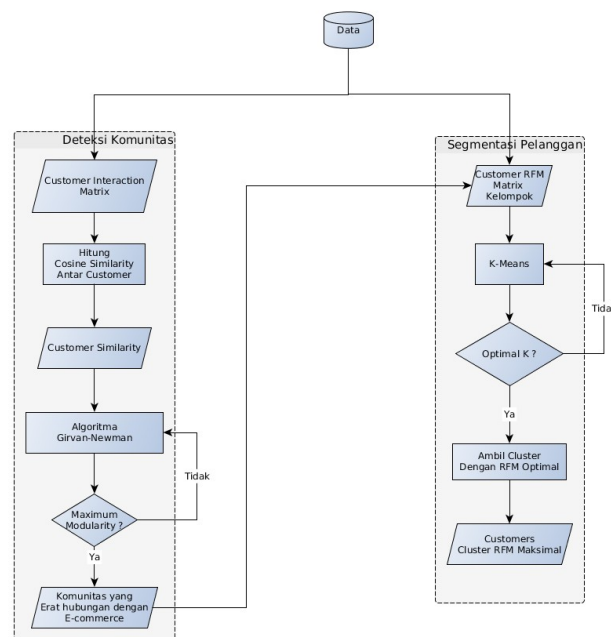 Data
Deteksi Komunitas
Customer Interaction
Matrix
Hitung
Cosine Similarity
Antar Customer
Customer Similarity
Algoritma
Girvan-Newman
Tidak
Maximum
Modularity ?
Ya
Komunitas yang
Erat hubungan dengan
E-commerce
Segmentasi Pelanggan
Customer RFM
Matrix
Kelompok
K-Means
Tida
Optimal K ?
Ya
Ambil Cluster
Dengan RFM Optimal
Customers
Cluster RFM Maksimal